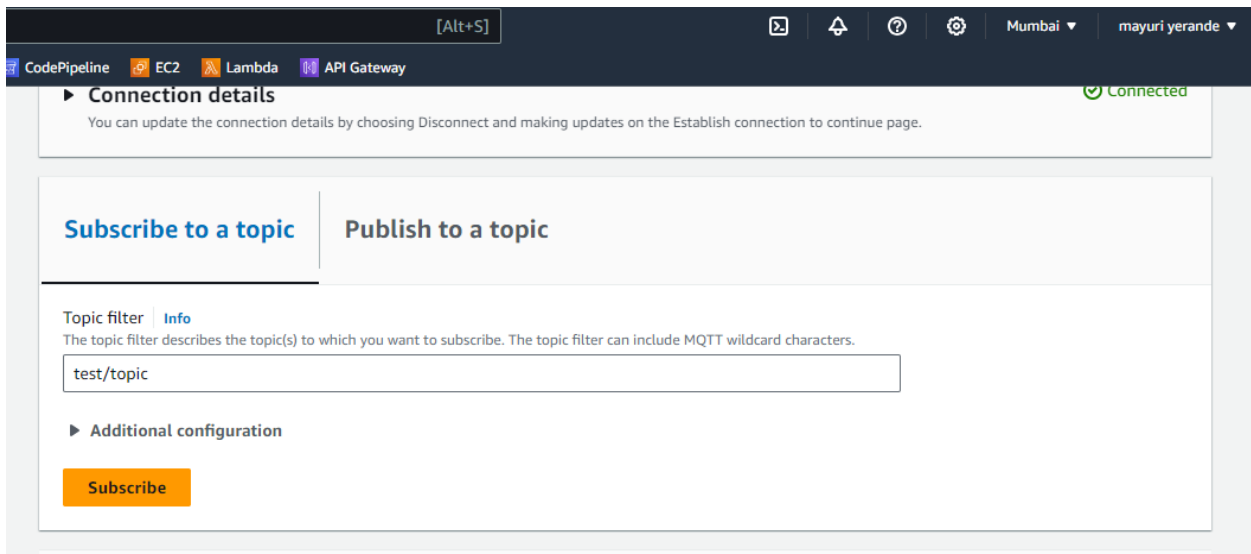 [Alt+S]
Mumbai ▼ mayuri yerande ▼
CodePipeline EC2 Lambda API Gateway
Connection details
Connected
You can update the connection details by choosing Disconnect and making updates on the Establish connection to continue page.
Subscribe to a topic Publish to a topic
Topic filter Info
The topic filter describes the topic(s) to which you want to subscribe. The topic filter can include MQTT wildcard characters.
test/topic
Additional configuration
Subscribe